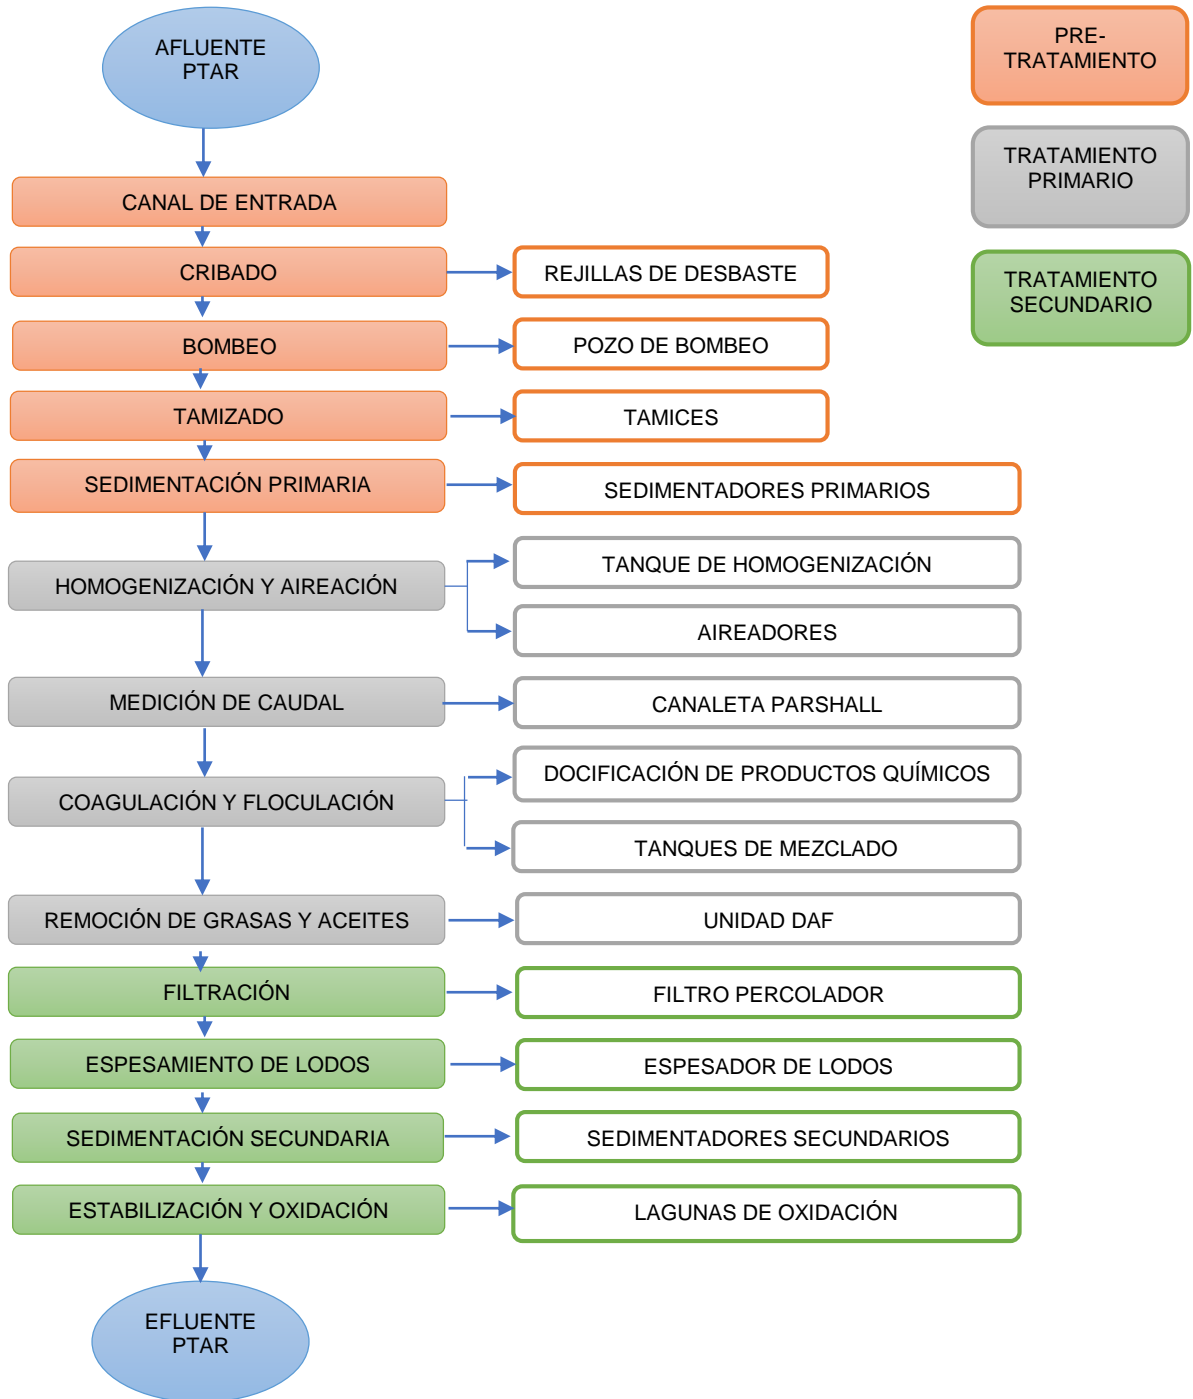 AFLUENTE
PTAR
PRE-
TRATAMIENTO
TRATAMIENTO
PRIMARIO
TRATAMIENTO
SECUNDARIO
CANAL DE ENTRADA
CRIBADO
REJILLAS DE DESBASTE
BOMBEO
POZO DE BOMBEO
TAMIZADO
TAMICES
SEDIMENTACIÓN PRIMARIA
SEDIMENTADORES PRIMARIOS
HOMOGENIZACIÓN Y AIREACIÓN
TANQUE DE HOMOGENIZACIÓN
AIREADORES
MEDICIÓN DE CAUDAL
CANALETA PARSHALL
COAGULACIÓN Y FLOCULACIÓN
DOCIFICACIÓN DE PRODUCTOS QUÍMICOS
TANQUES DE MEZCLADO
REMOCIÓN DE GRASAS Y ACEITES
UNIDAD DAF
FILTRACIÓN
FILTRO PERCOLADOR
ESPESAMIENTO DE LODOS
ESPESADOR DE LODOS
SEDIMENTACIÓN SECUNDARIA
SEDIMENTADORES SECUNDARIOS
ESTABILIZACIÓN Y OXIDACIÓN
LAGUNAS DE OXIDACIÓN
EFLUENTE
PTAR